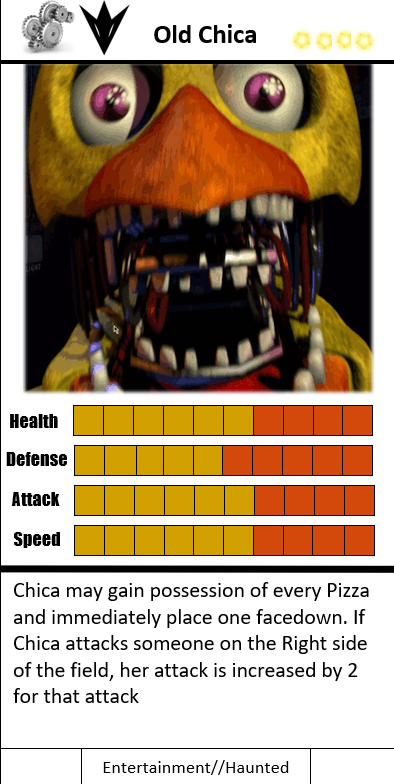 Old Chica
Health
Defense
Attack
Speed
Chica may gain possession of every Pizza
and immediately place one facedown. If
Chica attacks someone on the Right side
of the field, her attack is increased by 2
for that attack
Entertainment//Haunted